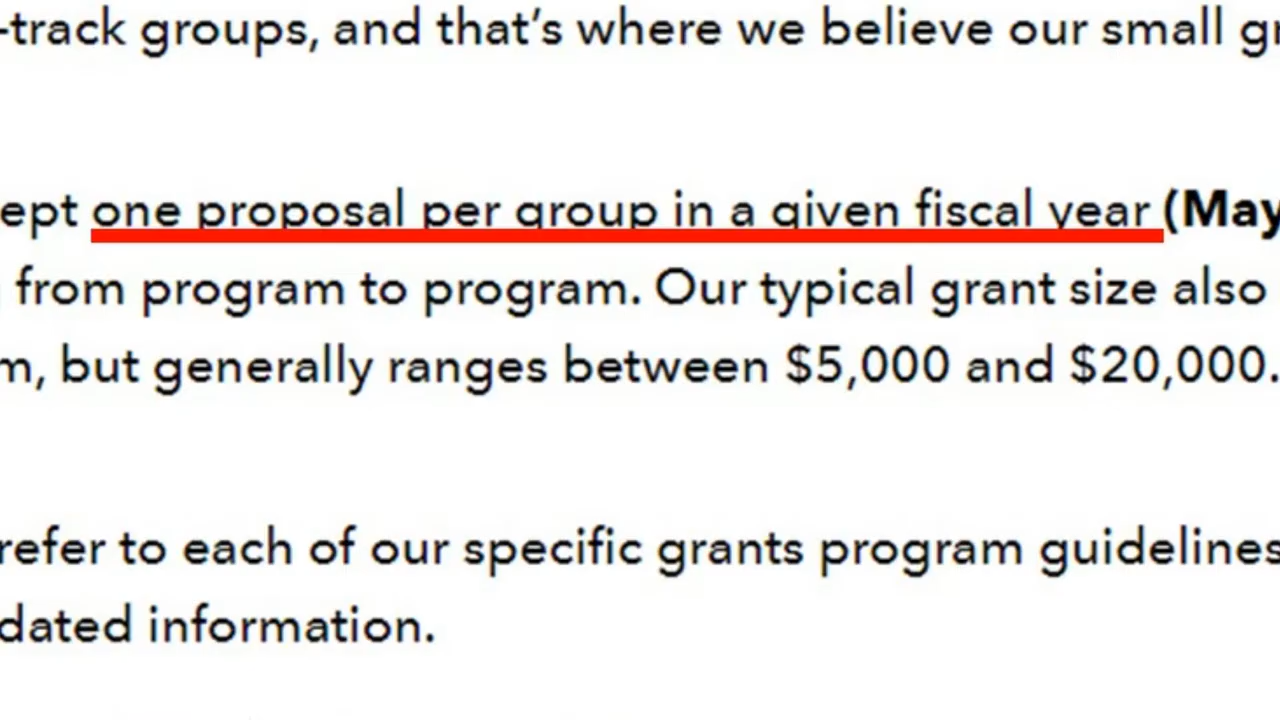 -track groups, and that's where we believe our small gr
ept one proposal per group in a given fiscal year (May
from program to program. Our typical grant size also
m, but generally ranges between $5,000 and $20,000.
refer to each of our specific grants program guidelines
dated information.